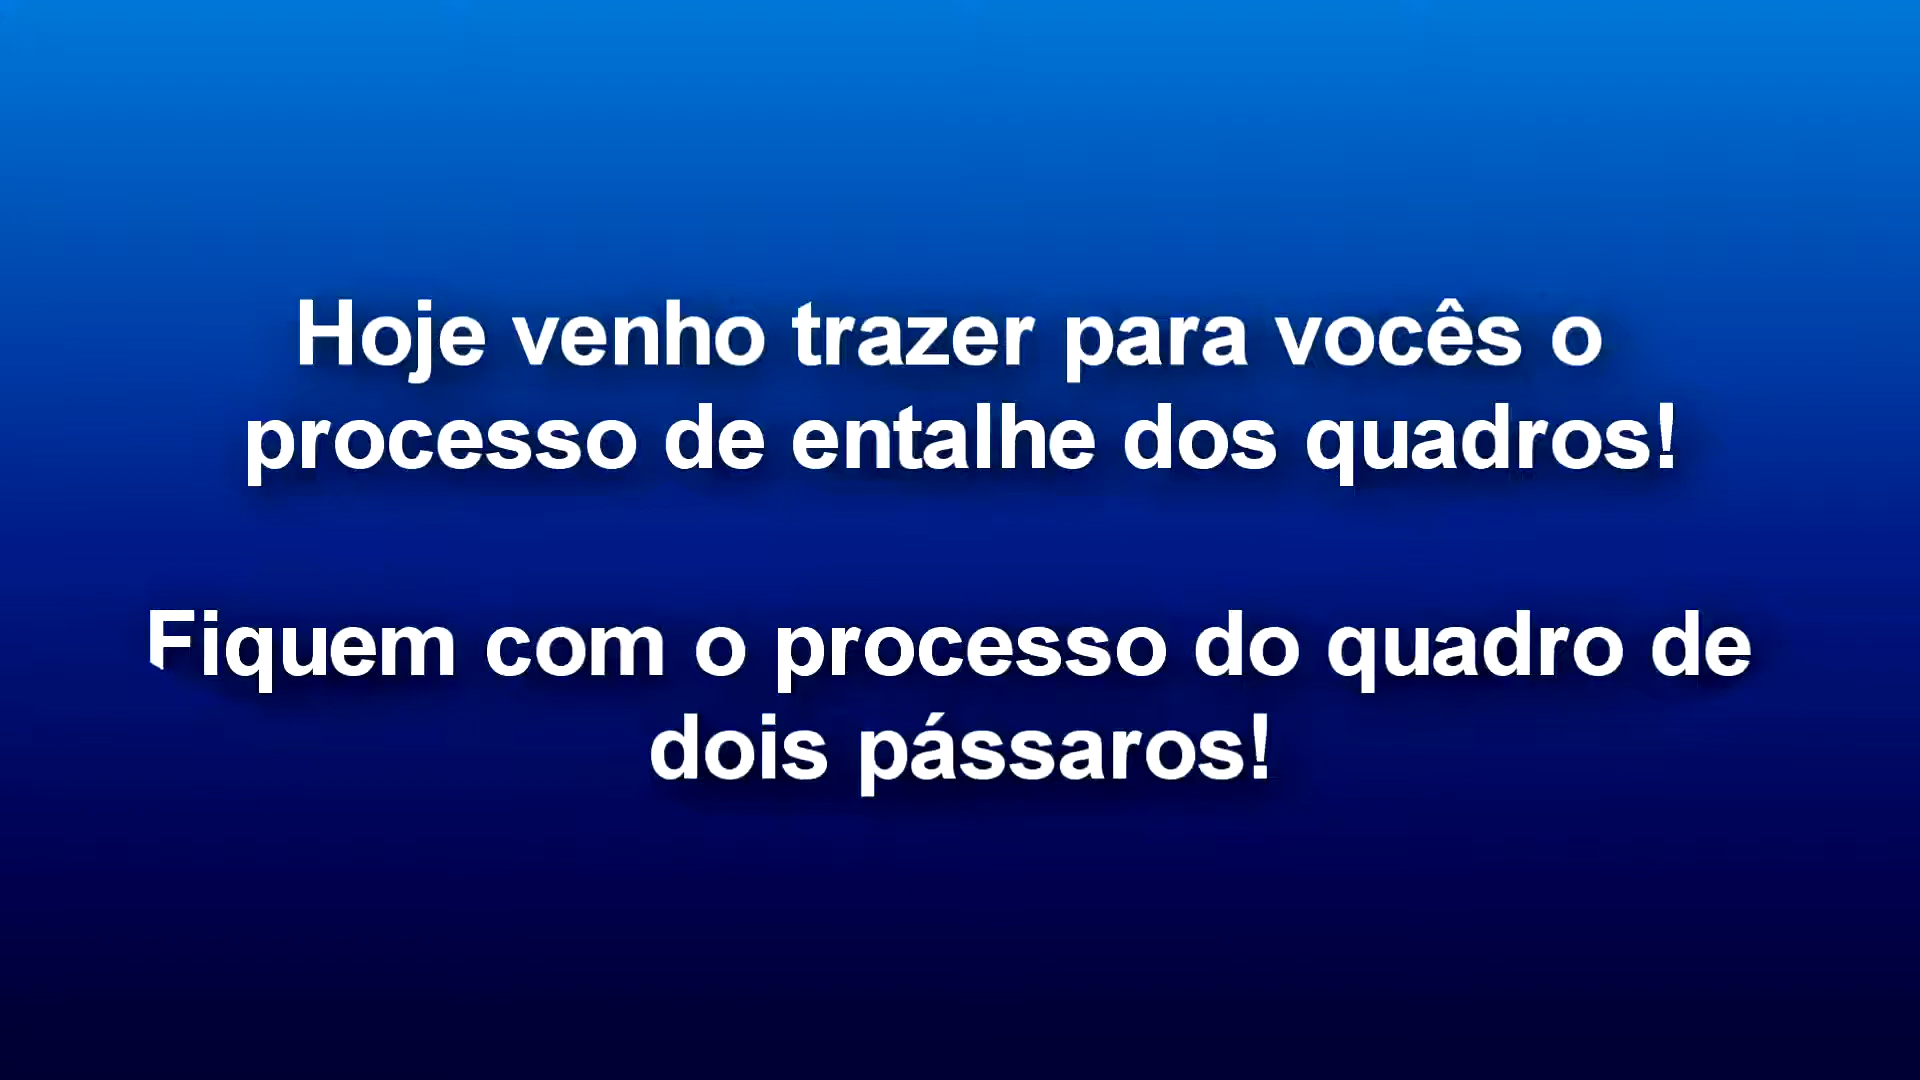 Hoje venho trazer para vocês o
processo de entalhe dos quadros!
Fiquem com o processo do quadro de
dois pássaros!